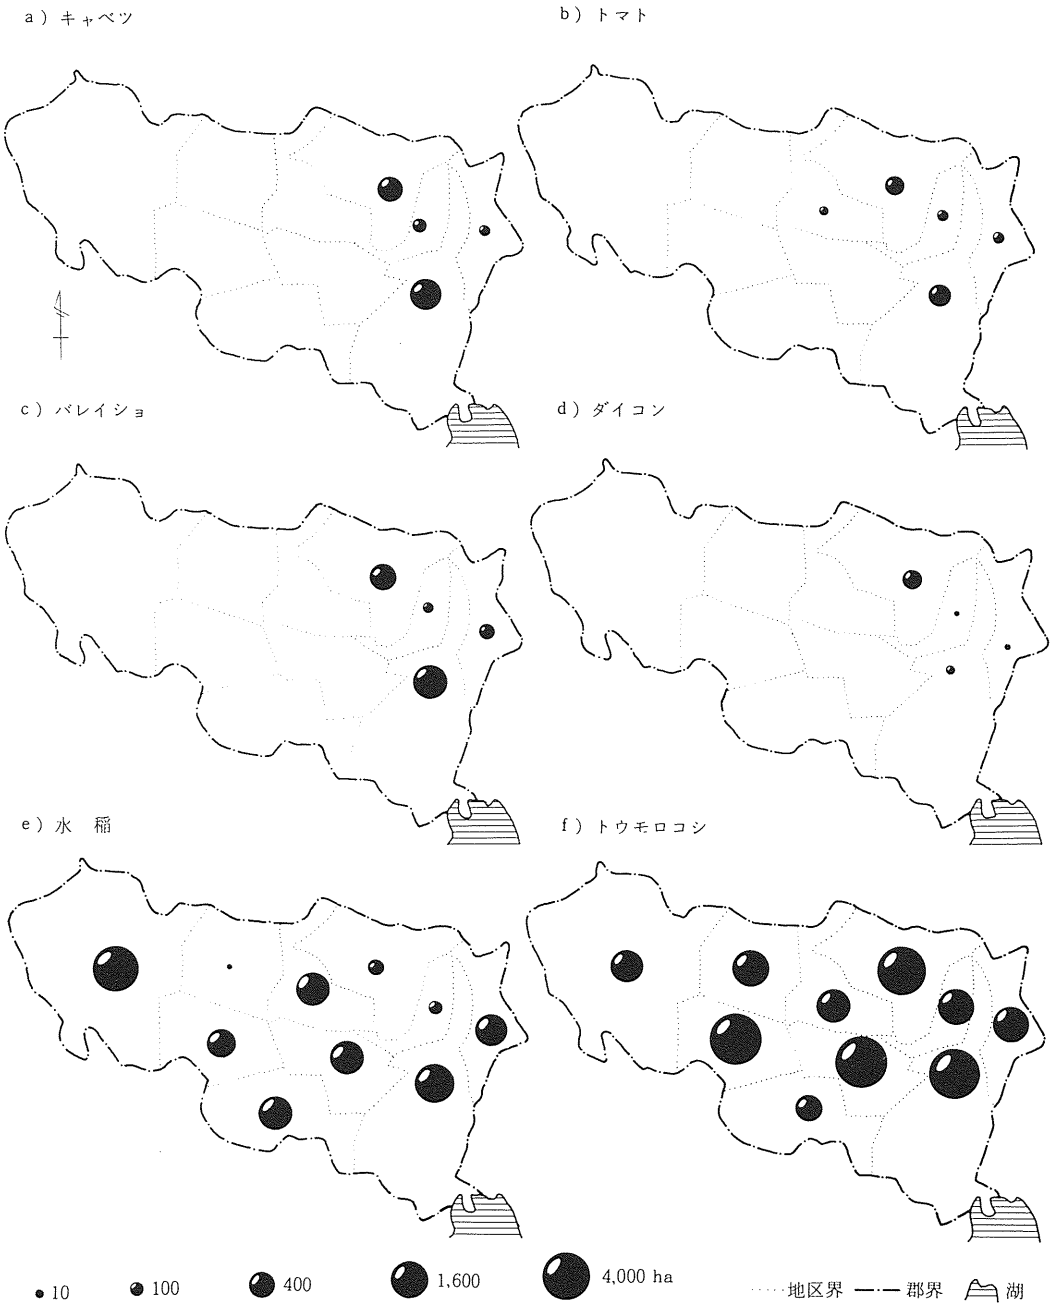 a) キャベツ
b) トマト
c) バレイショ
d) ダイコン
e) 水 稲
f) トウモロコシ
10 100 400 1,600 4,000 ha 地区界 郡界 湖